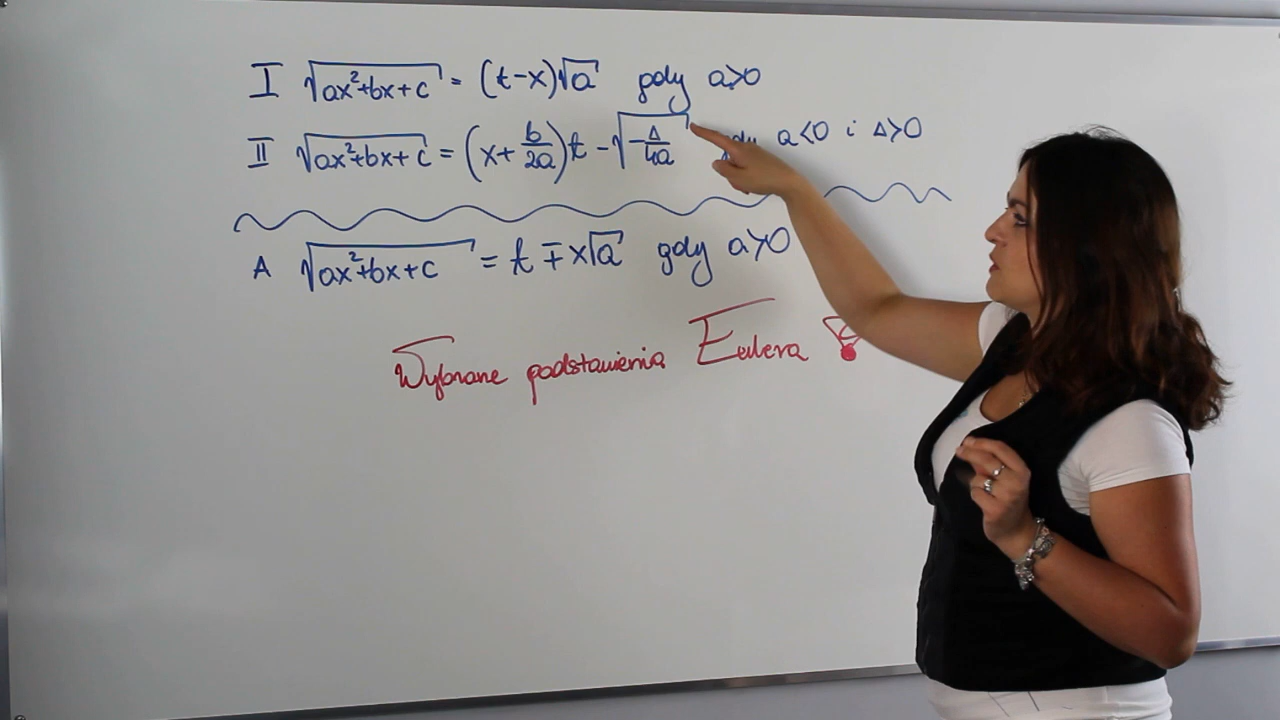 I √(ax²+bx+c) = (t-x)√a gdy a>0
II √(ax²+bx+c) = (x+b/2a)t - √(-Δ/4a) gdy a<0 i Δ>0
A √(ax²+bx+c) = t ∓ x√a gdy a>0
Wybrane podstawienia Eulera !